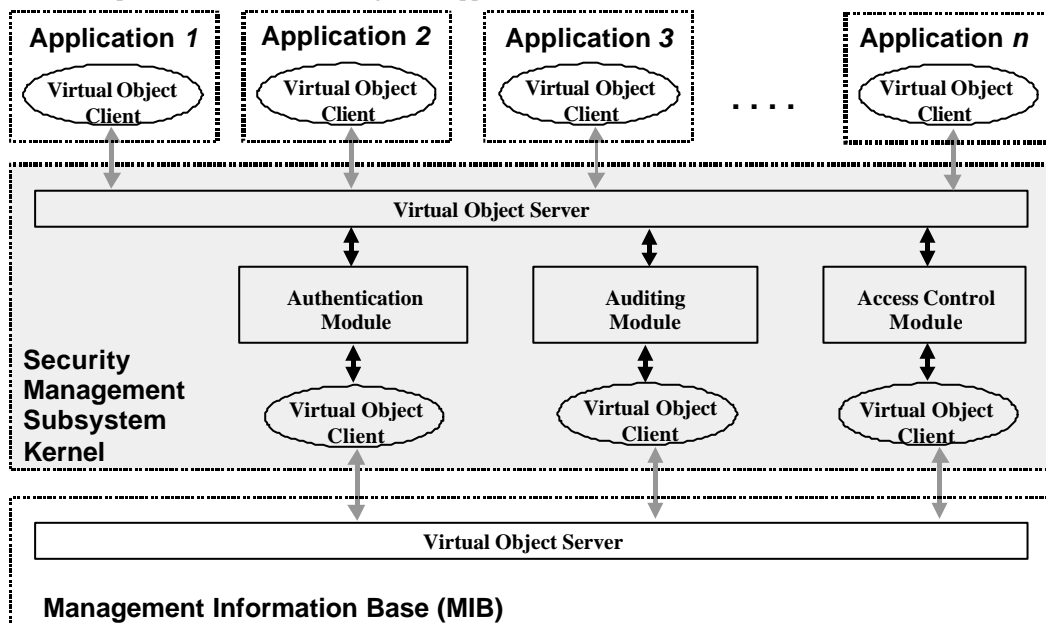 Application 1
Application 2
Application 3
Application n
Virtual Object
Client
Virtual Object
Client
Virtual Object
Client
. . . .
Virtual Object
Client
Virtual Object Server
Authentication
Module
Auditing
Module
Access Control
Module
Security
Management
Subsystem
Kernel
Virtual Object
Client
Virtual Object
Client
Virtual Object
Client
Virtual Object Server
Management Information Base (MIB)